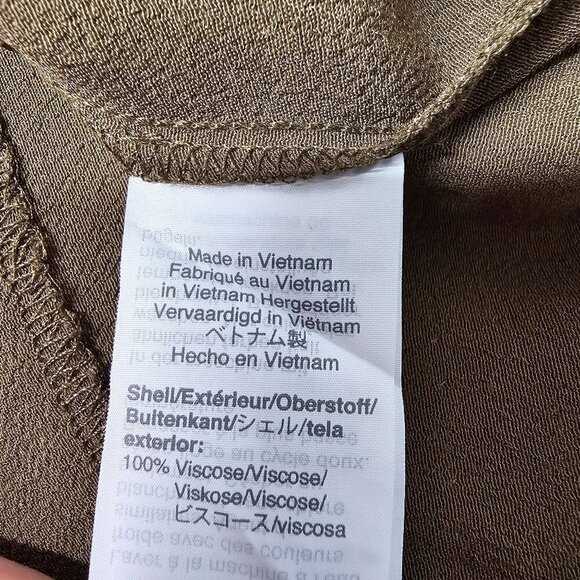 Made in Vietnam
Fabriqué au Vietnam
in Vietnam Hergestellt
Vervaardigd in Viëtnam
ベトナム製
Hecho en Vietnam
Shell/Extérieur/Oberstoff/
Buitenkant/シェル/tela
exterior:
100% Viscose/Viscose/
Viskose/Viscose/
ビスコース/viscosa